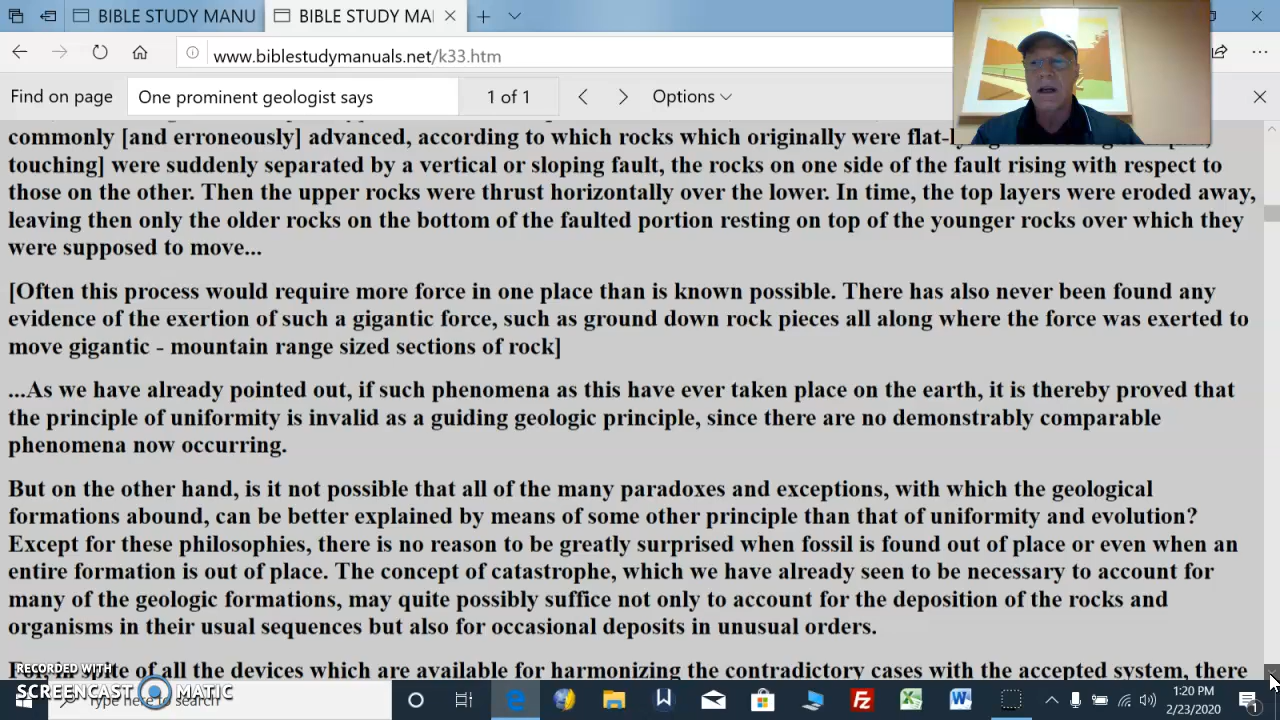 BIBLE STUDY MANU
BIBLE STUDY MA
www.biblestudymanuals.net/k33.htm
Find on page
One prominent geologist says
1 of 1
Options
commonly [and erroneously] advanced, according to which rocks which originally were
touching] were suddenly separated by a vertical or sloping fault, the rocks on one side of the fault rising with respect to
those on the other. Then the upper rocks were thrust horizontally over the lower. In time, the top layers were eroded away,
leaving then only the older rocks on the bottom of the faulted portion resting on top of the younger rocks over which they
were supposed to move...
[Often this process would require more force in one place than is known possible. There has also never been found any
evidence of the exertion of such a gigantic force, such as ground down rock pieces all along where the force was exerted to
move gigantic - mountain range sized sections of rock]
...As we have already pointed out, if such phenomena as this have ever taken place on the earth, it is thereby proved that
the principle of uniformity is invalid as a guiding geologic principle, since there are no demonstrably comparable
phenomena now occurring.
But on the other hand, is it not possible that all of the many paradoxes and exceptions, with which the geological
formations abound, can be better explained by means of some other principle than that of uniformity and evolution?
Except for these philosophies, there is no reason to be greatly surprised when fossil is found out of place or even when an
entire formation is out of place. The concept of catastrophe, which we have already seen to be necessary to account for
many of the geologic formations, may quite possibly suffice not only to account for the deposition of the rocks and
organisms in their usual sequences but also for occasional deposits in unusual orders.
For, in spite of all the devices which are available for harmonizing the contradictory cases with the accepted system, there
RECORDED WITH
SCREENCAST MATIC
Type here to search
1:20 PM
2/23/2020
1